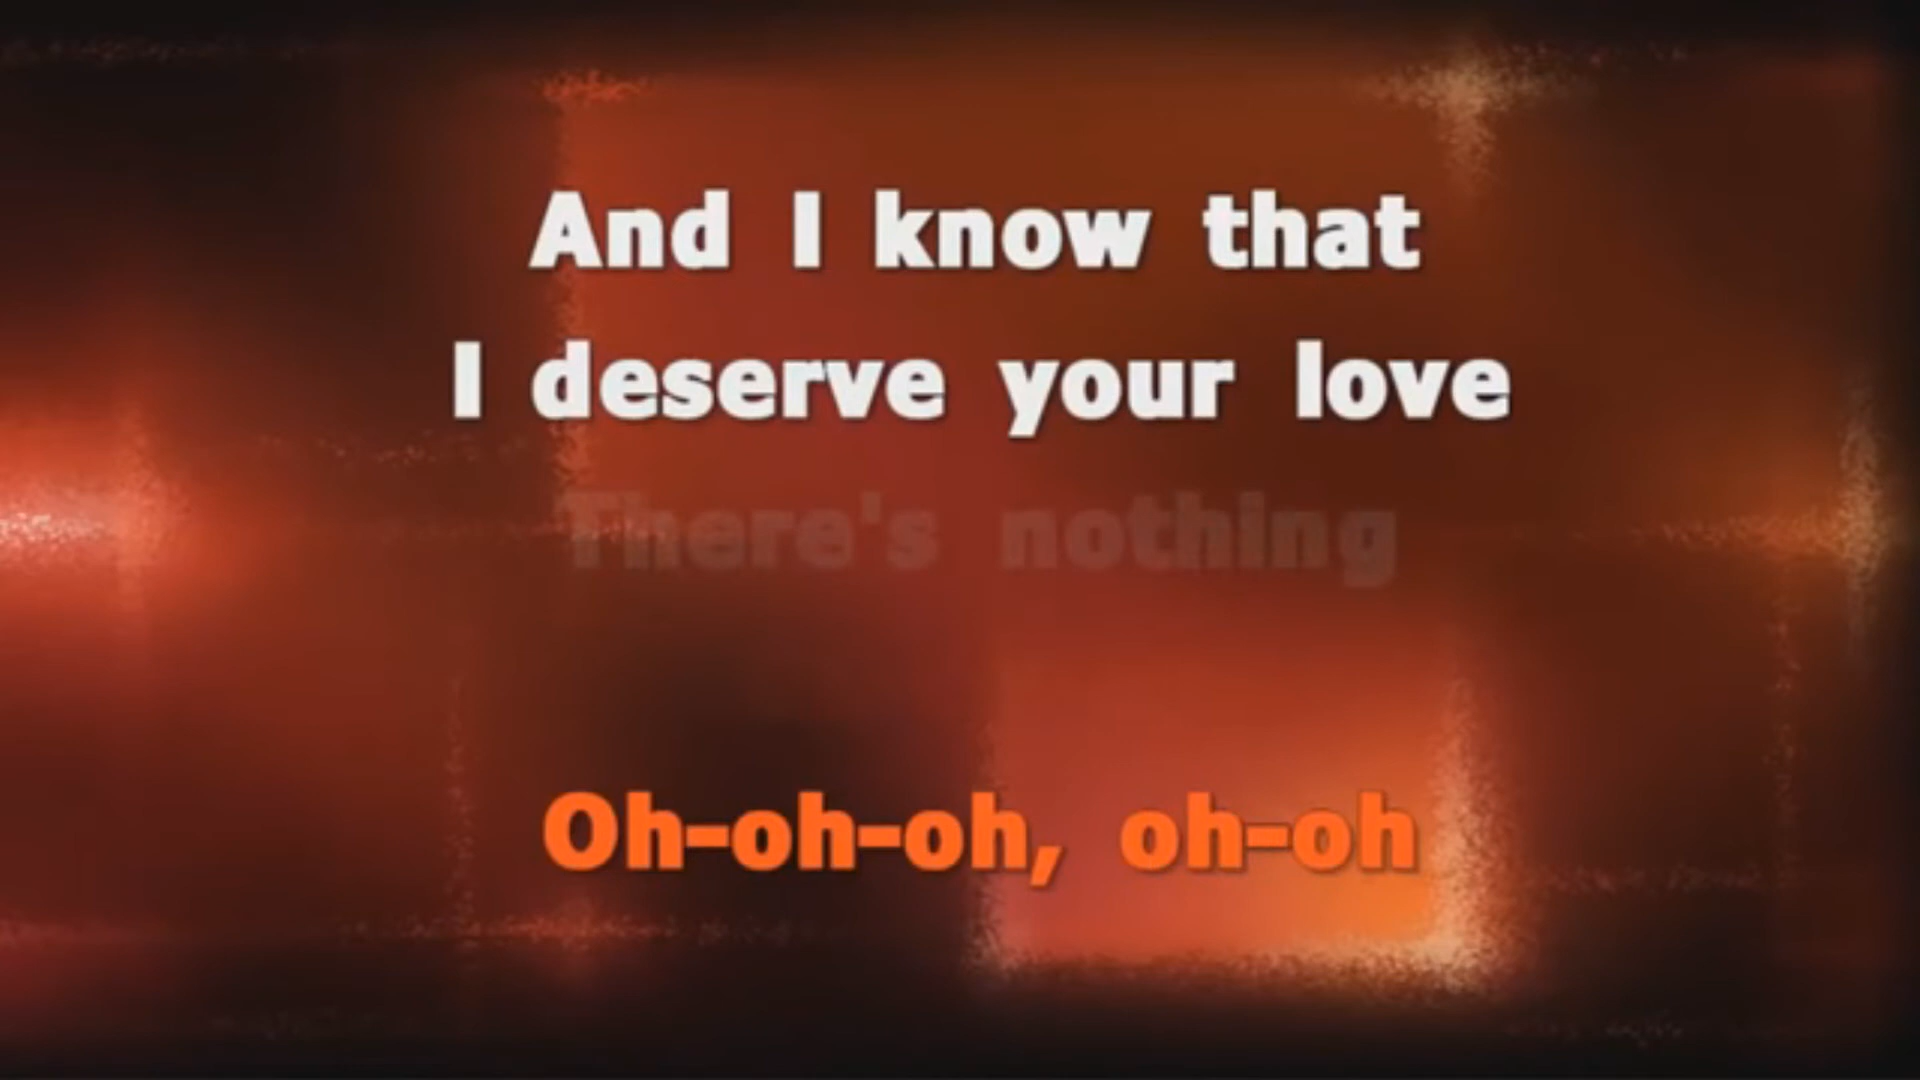 And I know that
I deserve your love
There's nothing
Oh-oh-oh, oh-oh